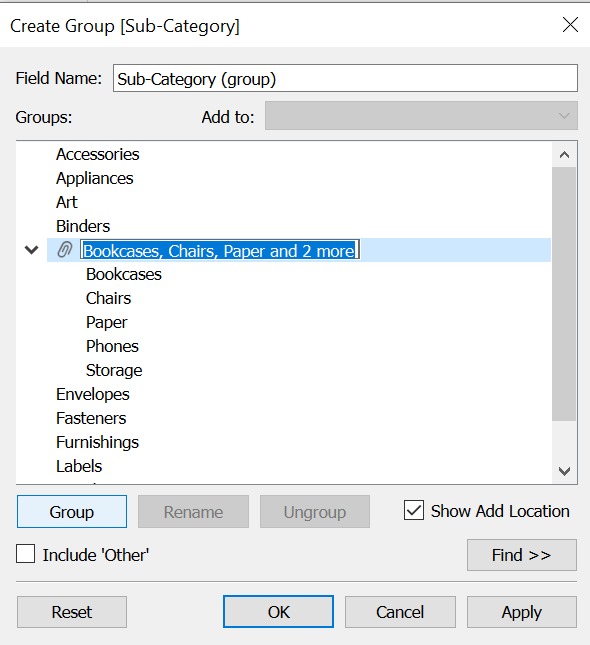 Create Group [Sub-Category]
Field Name: Sub-Category (group)
Groups: Add to:
Accessories
Appliances
Art
Binders
Bookcases, Chairs, Paper and 2 more
Bookcases
Chairs
Paper
Phones
Storage
Envelopes
Fasteners
Furnishings
Labels
Group Rename Ungroup Show Add Location
Include 'Other' Find >>
Reset OK Cancel Apply